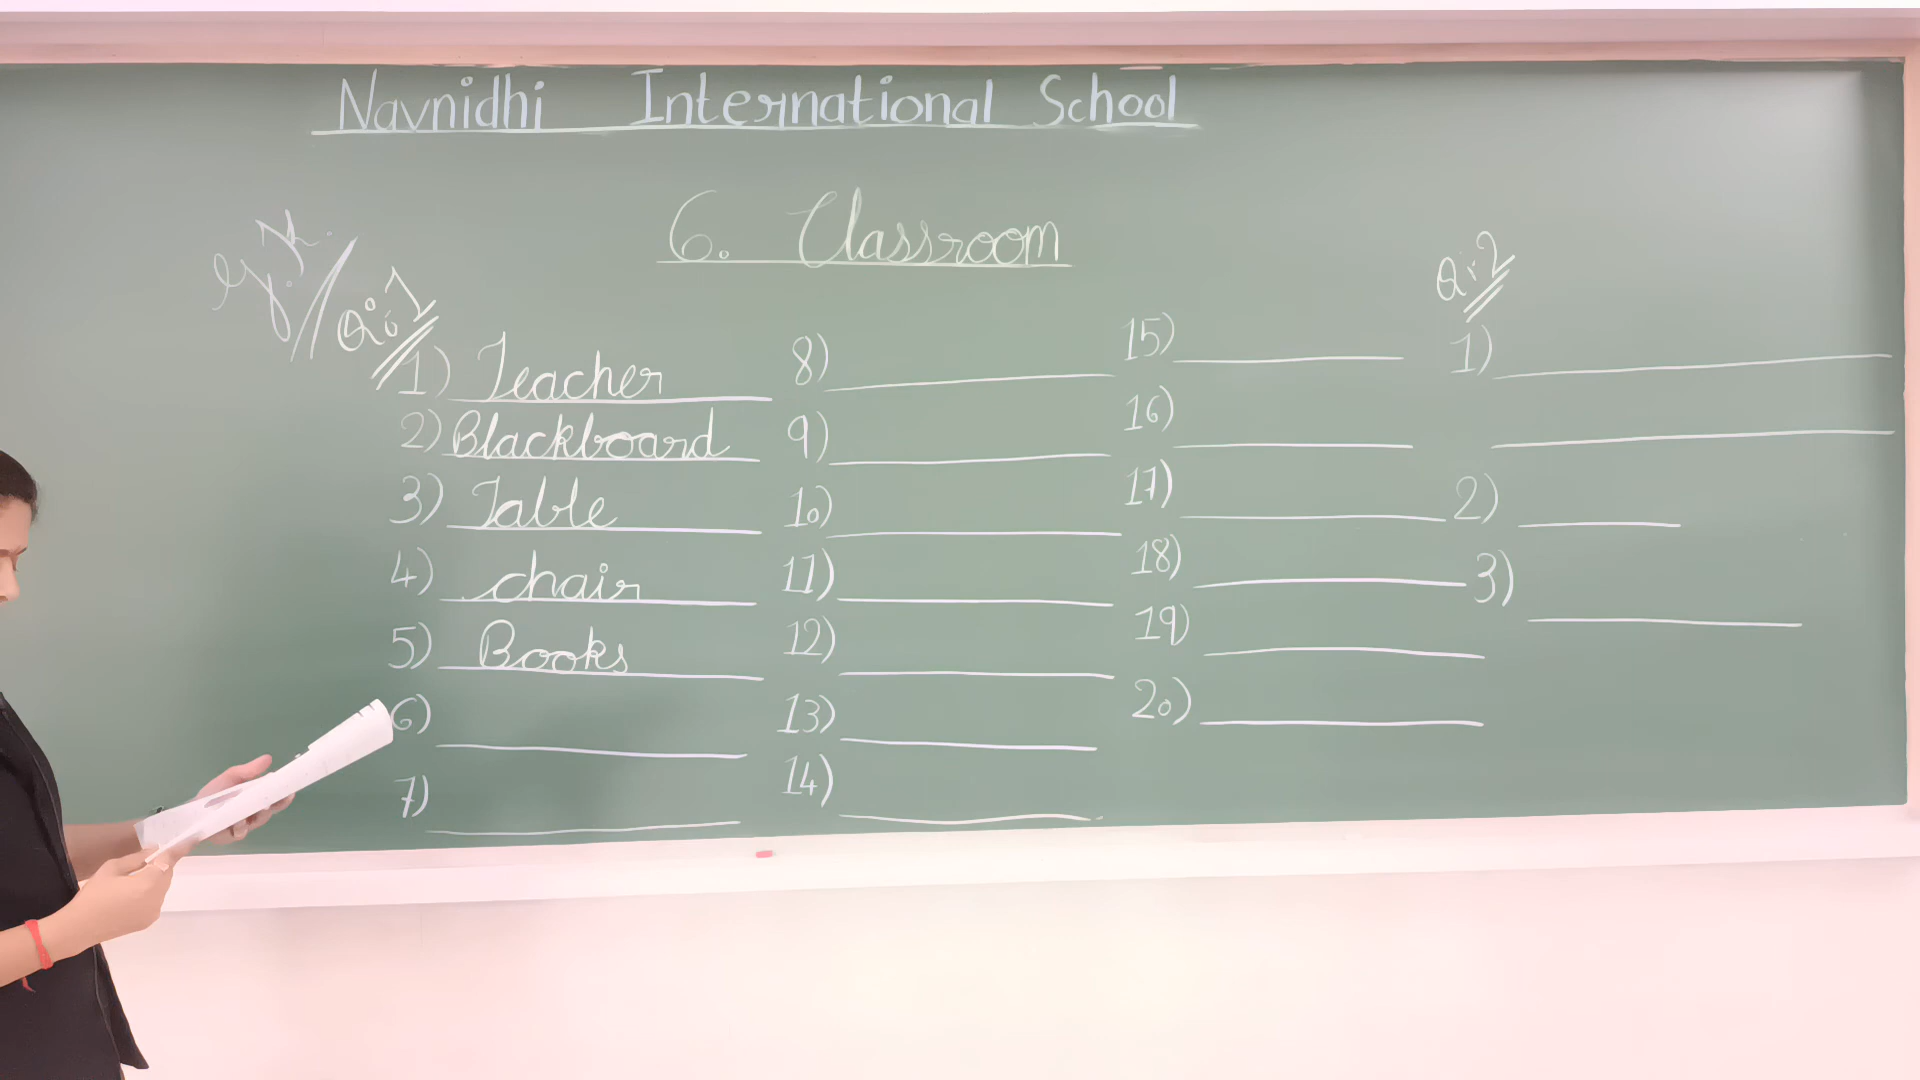 Navnidhi International School
6. Classroom
G.K.
Q:1
1) Teacher
2) Blackboard
3) Table
4) chair
5) Books
6)
7)
8)
9)
10)
11)
12)
13)
14)
15)
16)
17)
18)
19)
20)
Q:2
1)
2)
3)